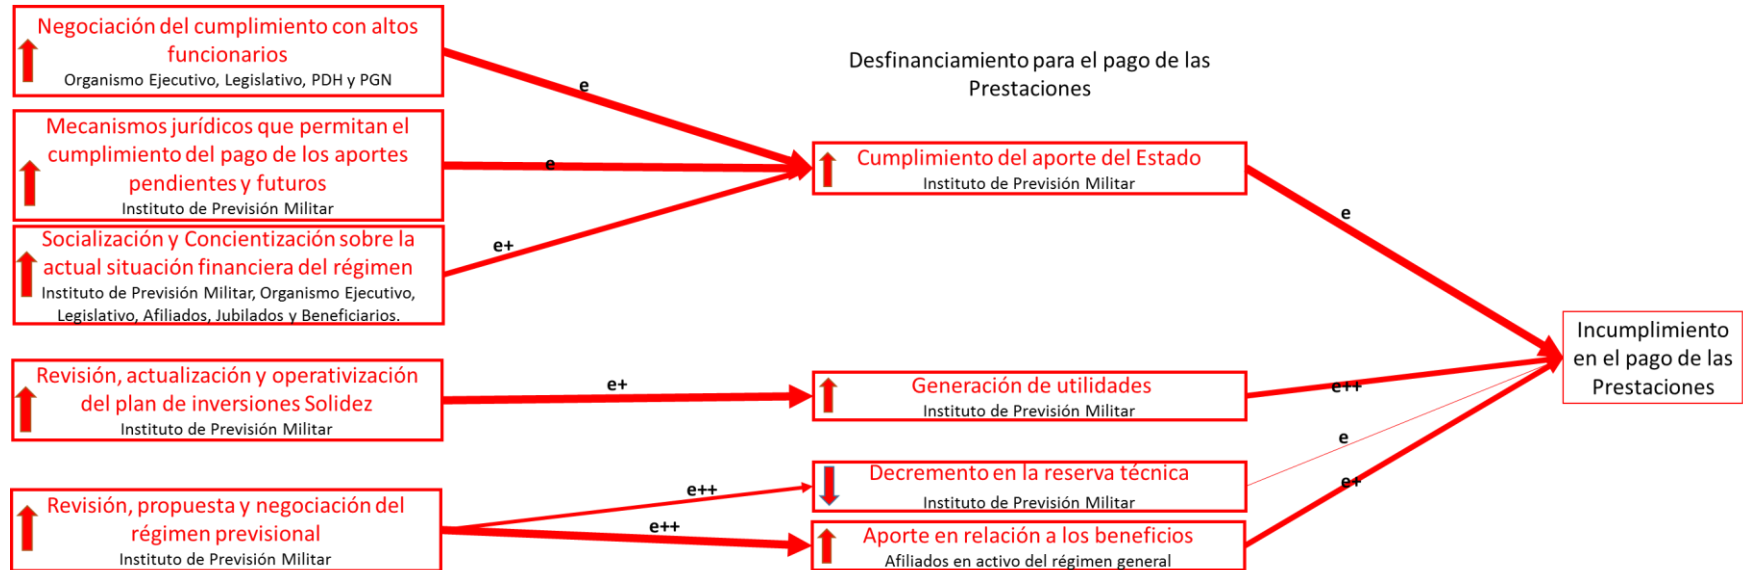 Negociación del cumplimiento con altos
funcionarios
Organismo Ejecutivo, Legislativo, PDH y PGN
e
Mecanismos jurídicos que permitan el
cumplimiento del pago de los aportes
pendientes y futuros
Instituto de Previsión Militar
e
Socialización y Concientización sobre la
actual situación financiera del régimen
Instituto de Previsión Militar, Organismo Ejecutivo,
Legislativo, Afiliados, Jubilados y Beneficiarios.
e+
Revisión, actualización y operativización
del plan de inversiones Solidez
Instituto de Previsión Militar
e+
Revisión, propuesta y negociación del
régimen previsional
Instituto de Previsión Militar
e++
e++
Desfinanciamiento para el pago de las
Prestaciones
Cumplimiento del aporte del Estado
Instituto de Previsión Militar
e
Generación de utilidades
Instituto de Previsión Militar
e++
Decremento en la reserva técnica
Instituto de Previsión Militar
e
Aporte en relación a los beneficios
Afiliados en activo del régimen general
e+
Incumplimiento
en el pago de las
Prestaciones